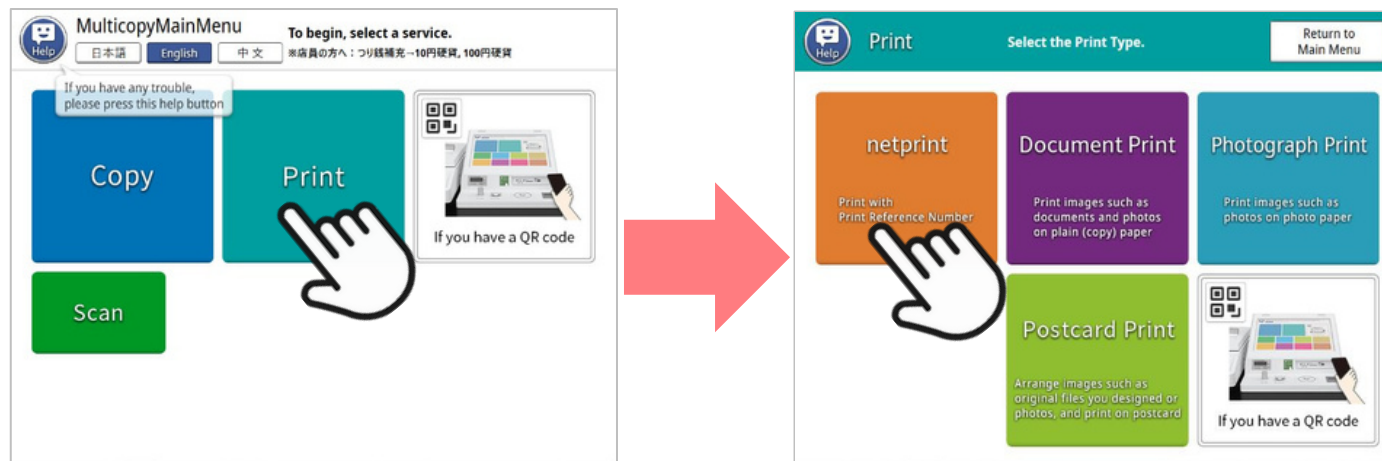 MulticopyMainMenu
To begin, select a service.
Help
日本語
English
中 文
※店員の方へ：つり銭補充→10円硬貨, 100円硬貨
If you have any trouble,
please press this help button
Copy
Print
If you have a QR code
Scan
Help
Print
Select the Print Type.
Return to
Main Menu
netprint
Print with
Print Reference Number
Document Print
Print images such as
documents and photos
on plain (copy) paper
Photograph Print
Print images such as
photos on photo paper
Postcard Print
Arrange images such as
original files you designed or
photos, and print on postcard
If you have a QR code